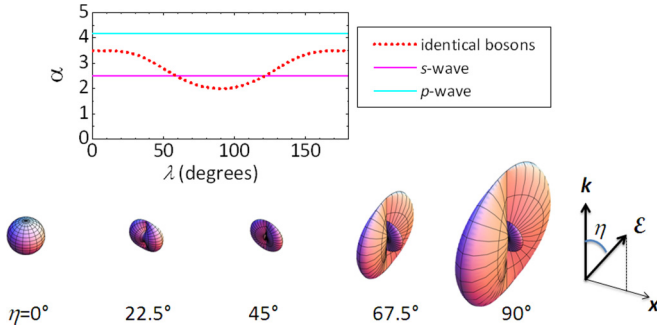 5
4
3
2
1
0
α
0 50 100 150
λ (degrees)
identical bosons
s-wave
p-wave
k
η
ε
x
η=0° 22.5° 45° 67.5° 90°